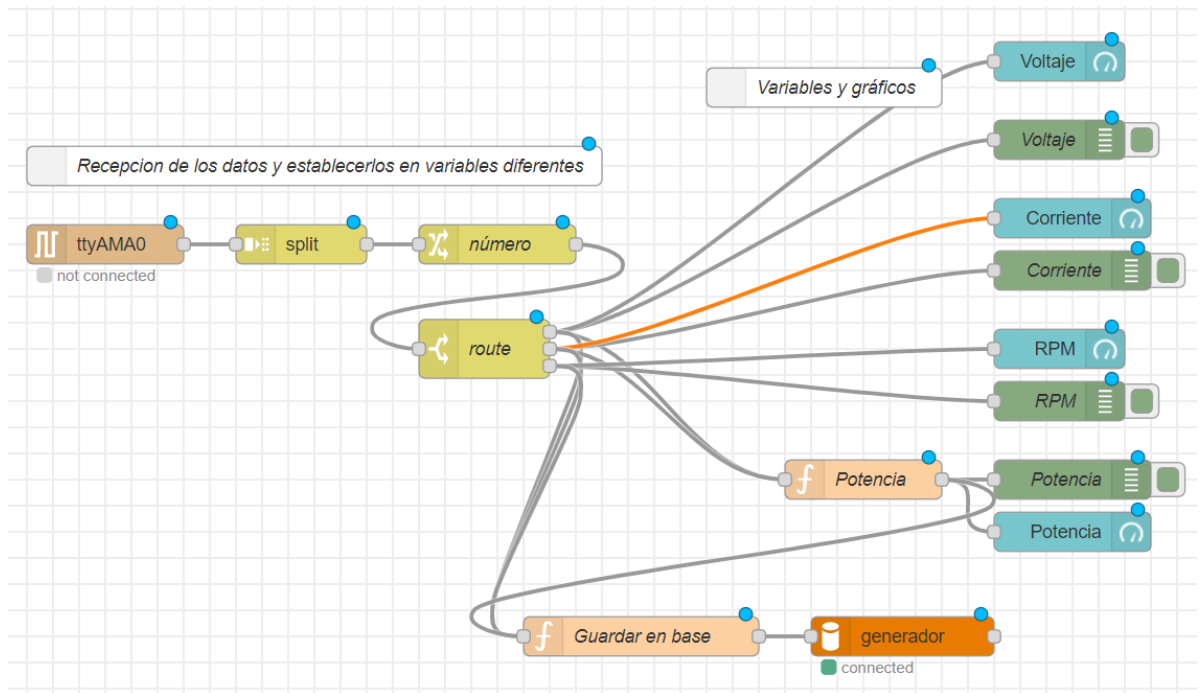 Voltaje
Variables y gráficos
Voltaje
Recepcion de los datos y establecerlos en variables diferentes
Corriente
ttyAMA0
split
número
not connected
Corriente
route
RPM
RPM
Potencia
Potencia
Potencia
Guardar en base
generador
connected